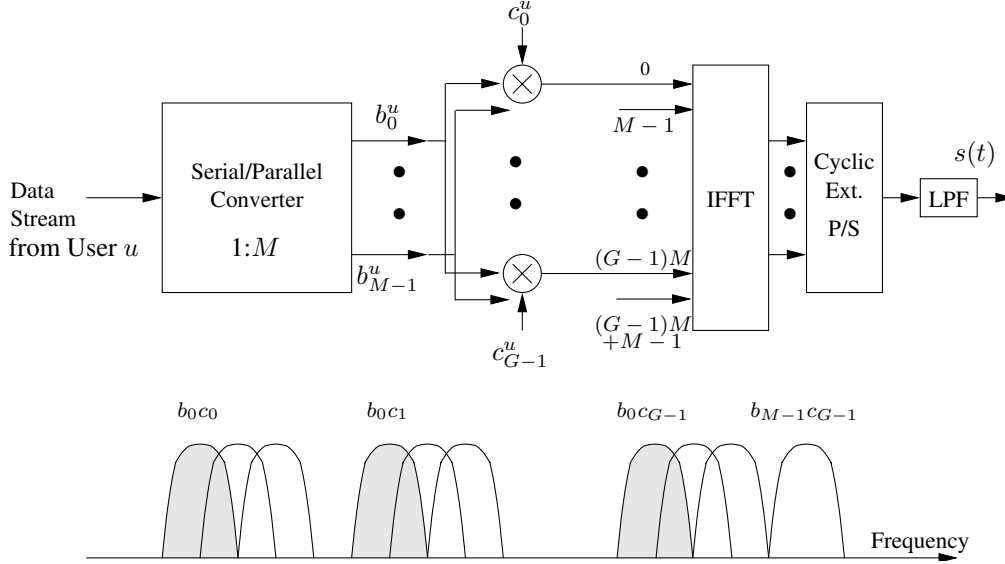 c_0^u
0
b_0^u
M − 1
Serial/Parallel
Converter
1:M
Data
Stream
from User u
IFFT
Cyclic
Ext.
P/S
s(t)
LPF
b_{M−1}^u
(G − 1)M
(G − 1)M
+M − 1
c_{G−1}^u
b_0c_0
b_0c_1
b_0c_{G−1}
b_{M−1}c_{G−1}
Frequency